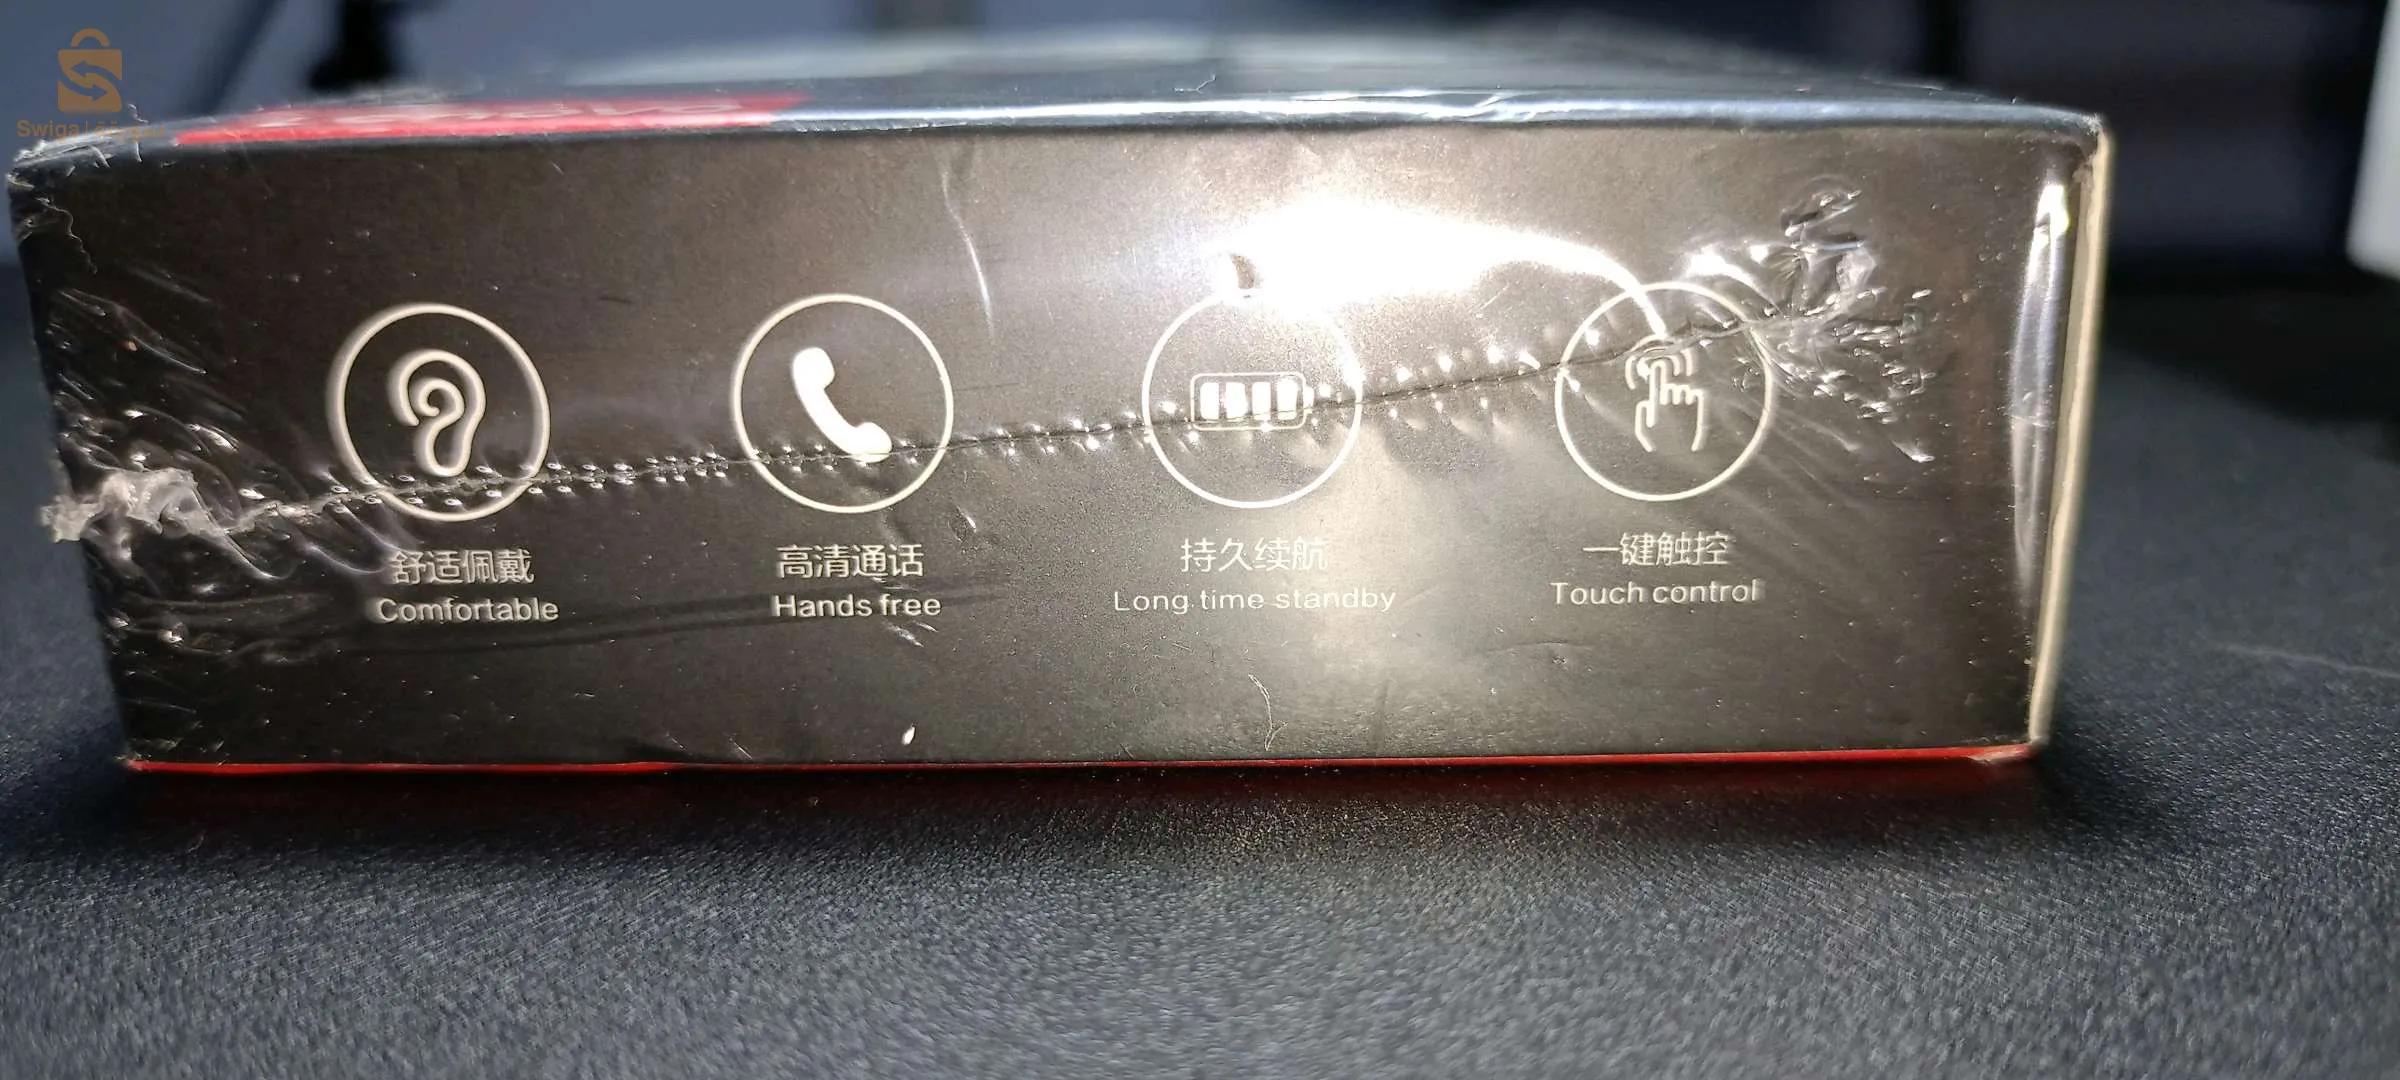 Swiga
舒适佩戴
Comfortable
高清通话
Hands free
持久续航
Long time standby
一键触控
Touch control